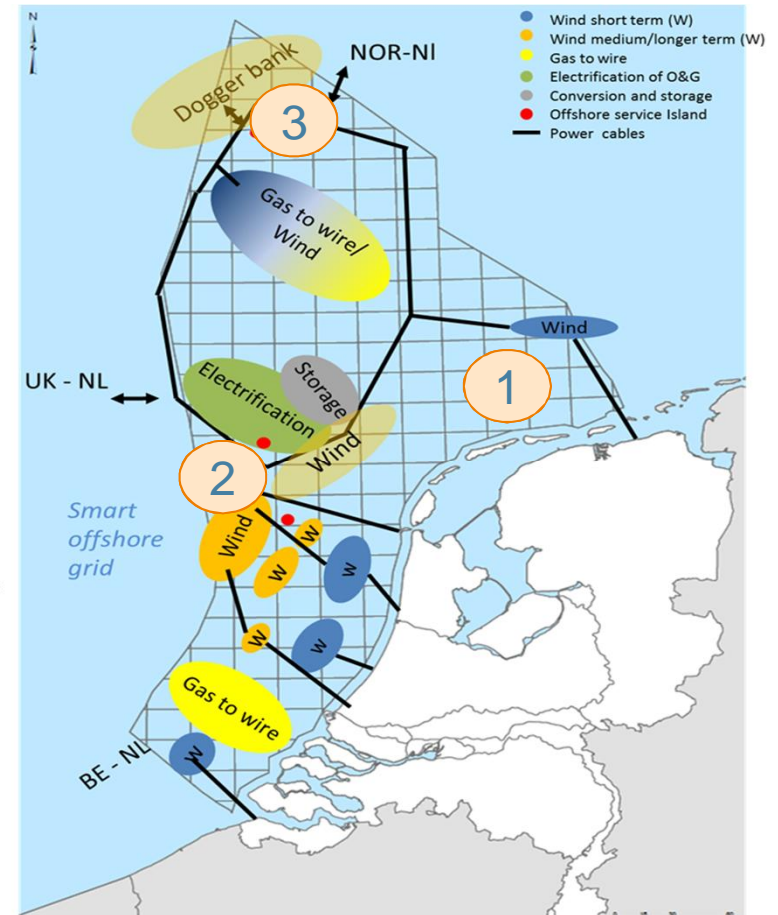 N
Wind short term (W)
Wind medium/longer term (W)
Gas to wire
Electrification of O&G
Conversion and storage
Offshore service Island
Power cables
NOR-Nl
Dogger bank
3
Gas to wire/
Wind
Wind
1
UK - NL
Electrification
Storage
Wind
2
Smart
offshore
grid
Wind
W
W
W
W
W
Gas to wire
BE - NL
W